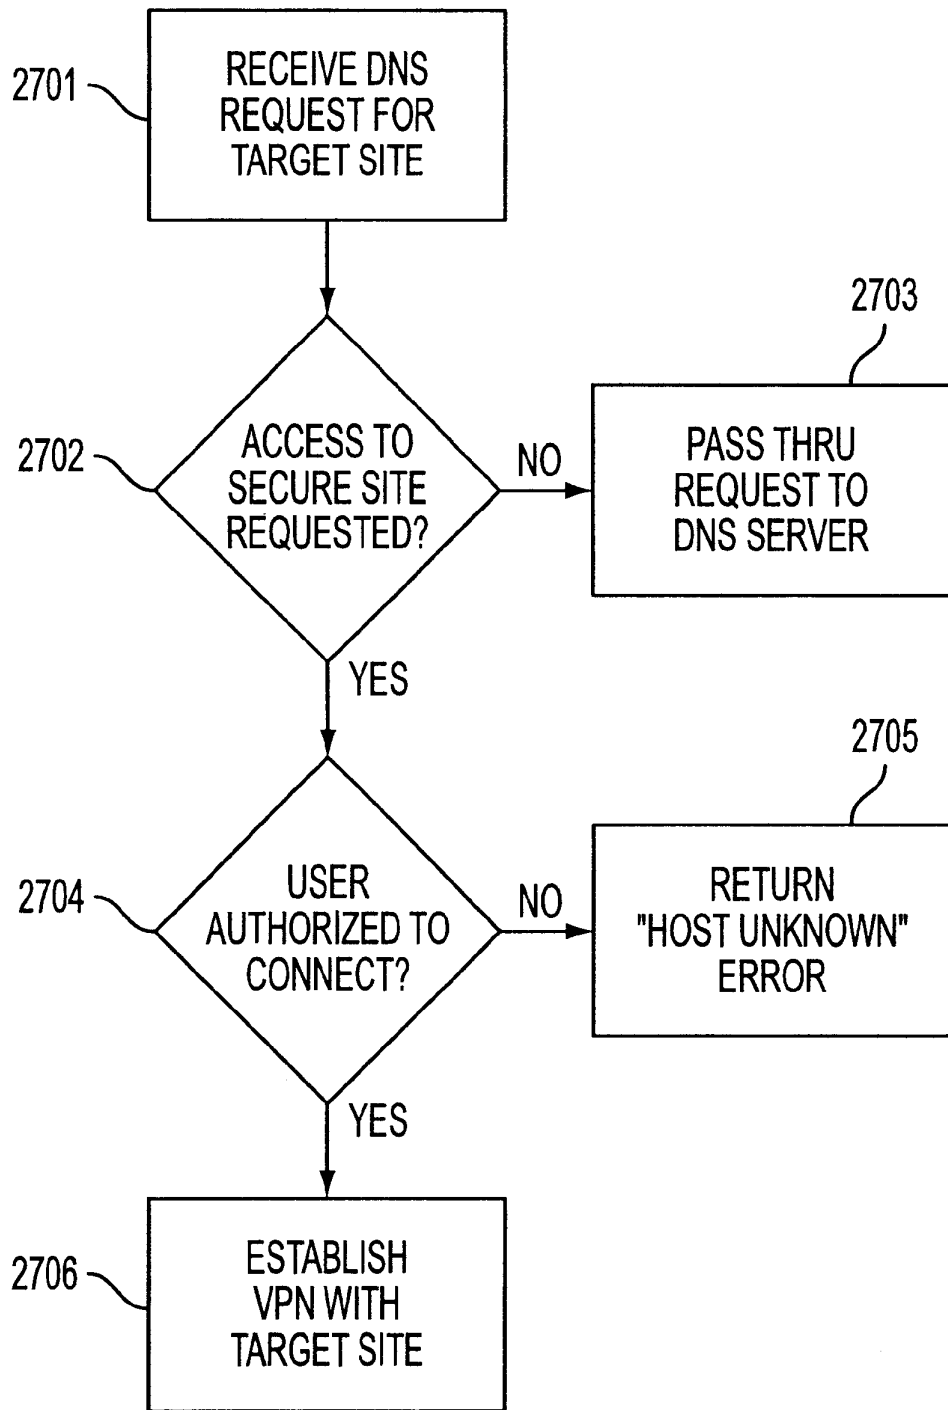 2701
RECEIVE DNS
REQUEST FOR
TARGET SITE
2702
ACCESS TO
SECURE SITE
REQUESTED?
NO
2703
PASS THRU
REQUEST TO
DNS SERVER
YES
2704
USER
AUTHORIZED TO
CONNECT?
NO
2705
RETURN
"HOST UNKNOWN"
ERROR
YES
2706
ESTABLISH
VPN WITH
TARGET SITE